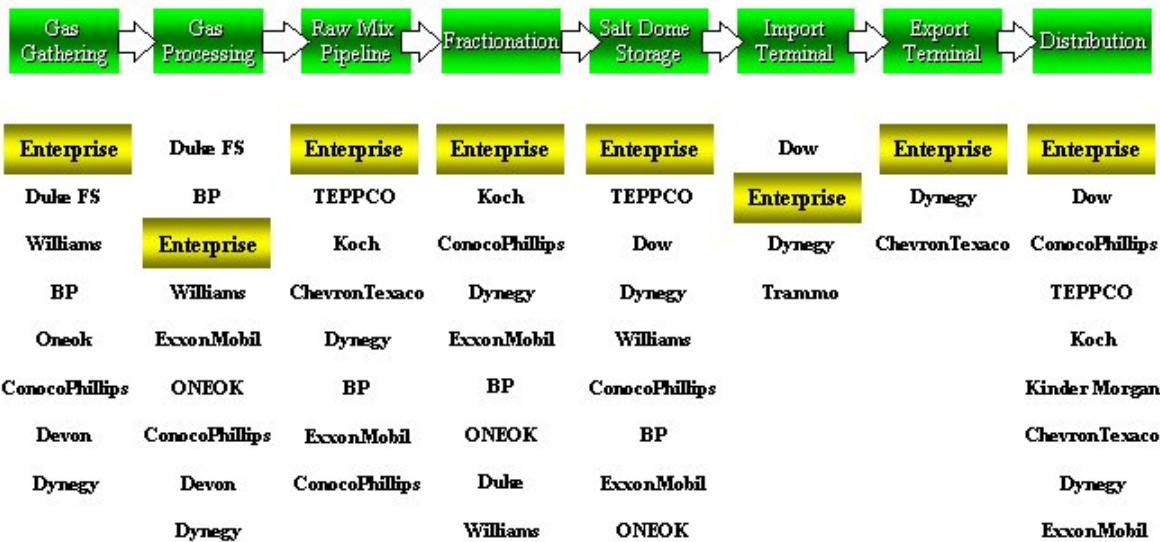 Gas Gathering
Gas Processing
Raw Mix Pipeline
Fractionation
Salt Dome Storage
Import Terminal
Export Terminal
Distribution
Enterprise
Duke FS
Williams
BP
Oneok
ConocoPhillips
Devon
Dynegy
Duke FS
BP
Enterprise
Williams
ExxonMobil
ONEOK
ConocoPhillips
Devon
Dynegy
Enterprise
TEPPCO
Koch
ChevronTexaco
Dynegy
BP
ExxonMobil
ConocoPhillips
Enterprise
Koch
ConocoPhillips
Dynegy
ExxonMobil
BP
ONEOK
Duke
Williams
Enterprise
TEPPCO
Dow
Dynegy
Williams
ConocoPhillips
BP
ExxonMobil
ONEOK
Dow
Enterprise
Dynegy
Trammo
Enterprise
Dynegy
ChevronTexaco
Enterprise
Dow
ConocoPhillips
TEPPCO
Koch
Kinder Morgan
ChevronTexaco
Dynegy
ExxonMobil